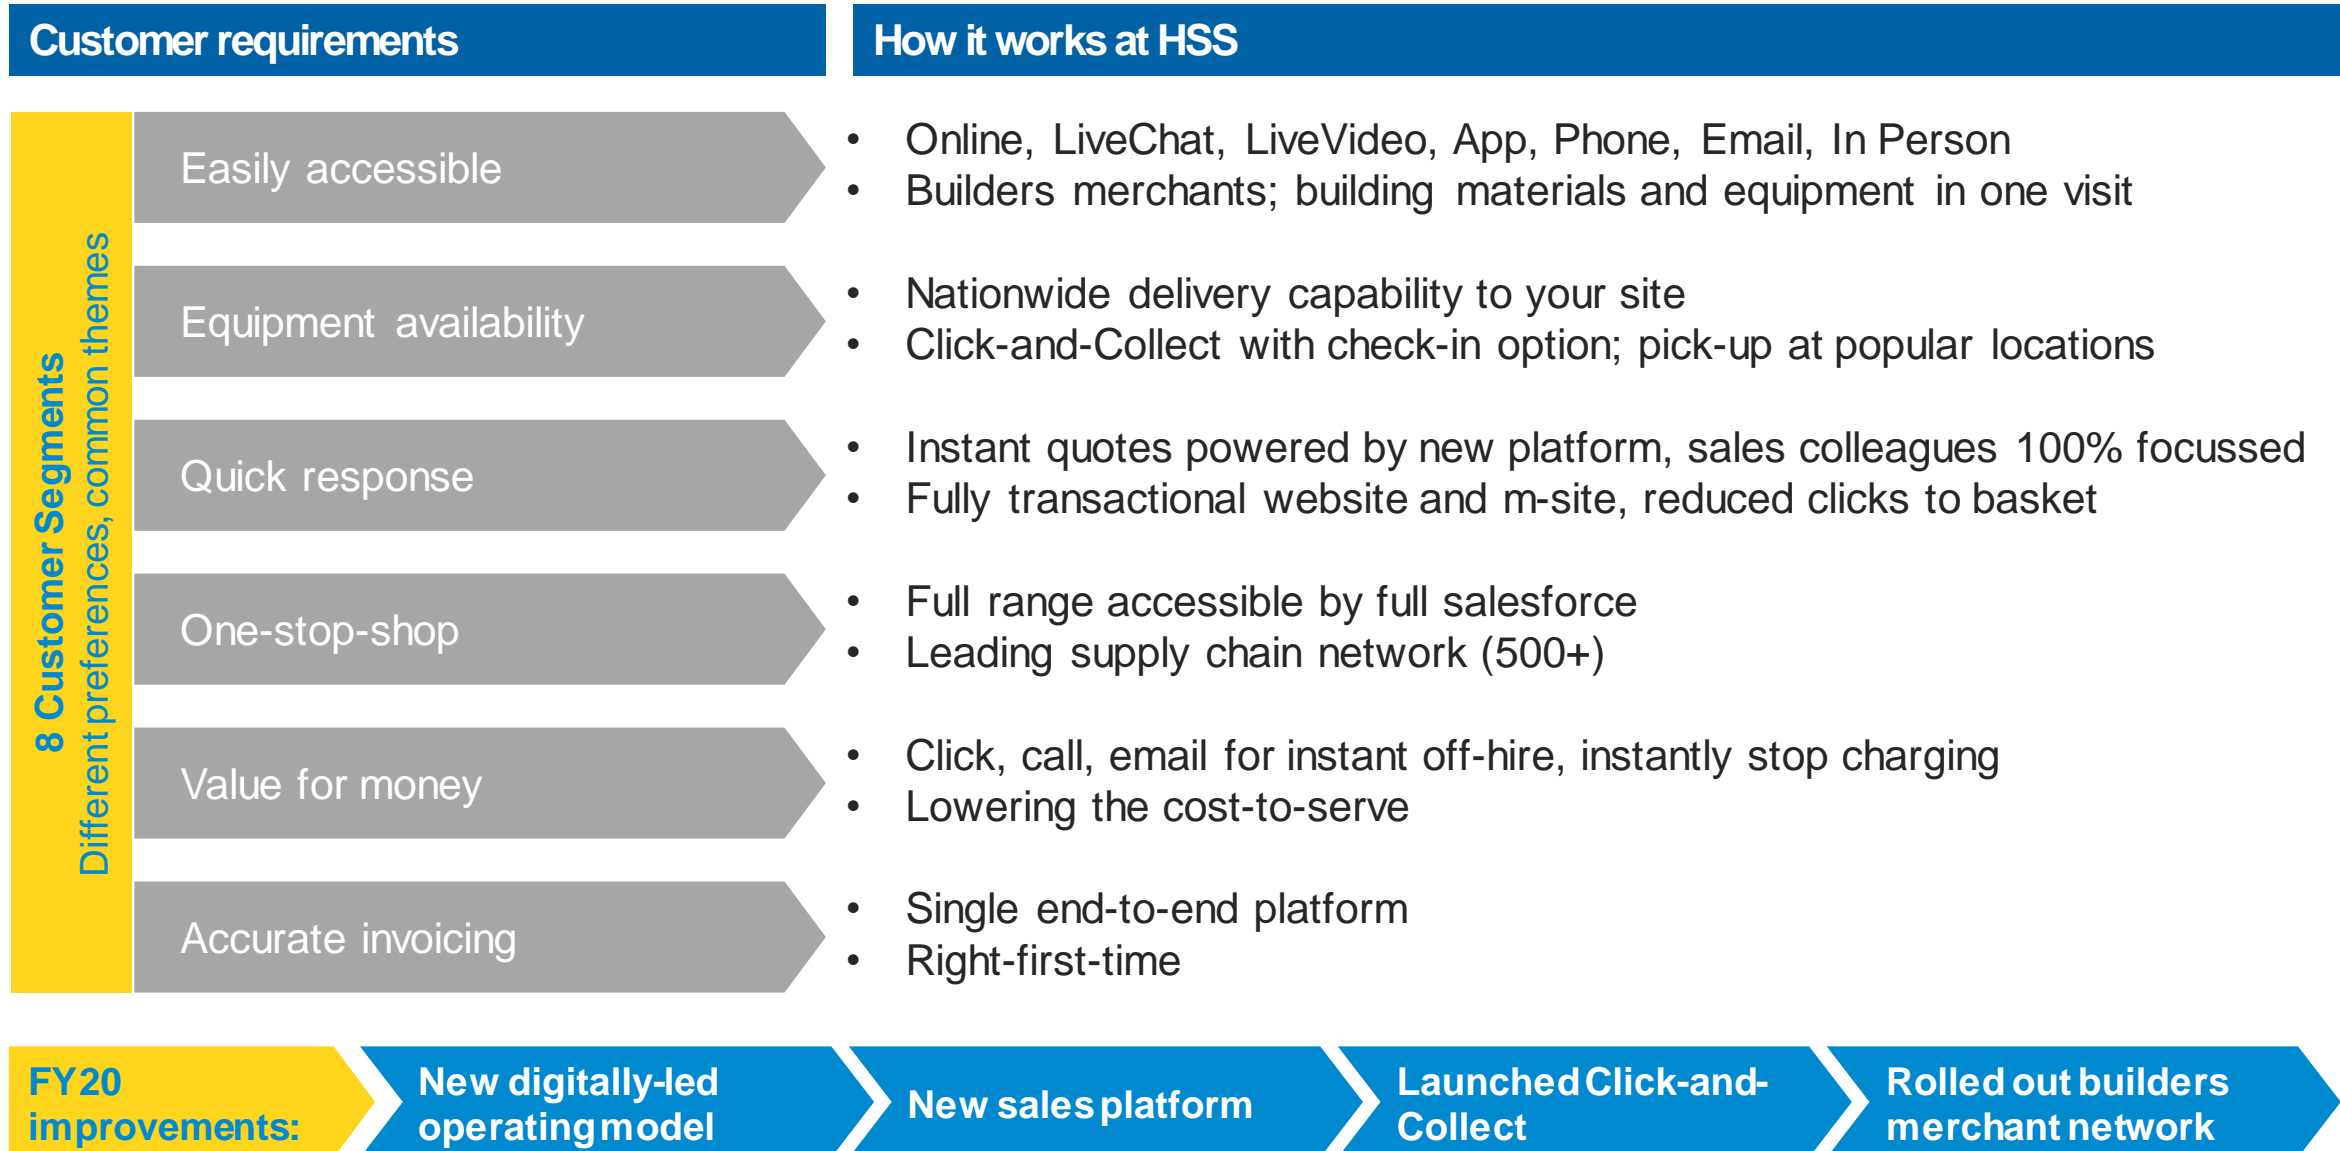 Customer requirements
How it works at HSS
8 Customer Segments
Different preferences, common themes
Easily accessible
• Online, LiveChat, LiveVideo, App, Phone, Email, In Person
• Builders merchants; building materials and equipment in one visit
Equipment availability
• Nationwide delivery capability to your site
• Click-and-Collect with check-in option; pick-up at popular locations
Quick response
• Instant quotes powered by new platform, sales colleagues 100% focussed
• Fully transactional website and m-site, reduced clicks to basket
One-stop-shop
• Full range accessible by full salesforce
• Leading supply chain network (500+)
Value for money
• Click, call, email for instant off-hire, instantly stop charging
• Lowering the cost-to-serve
Accurate invoicing
• Single end-to-end platform
• Right-first-time
FY20
improvements:
New digitally-led
operating model
New sales platform
Launched Click-and-
Collect
Rolled out builders
merchant network